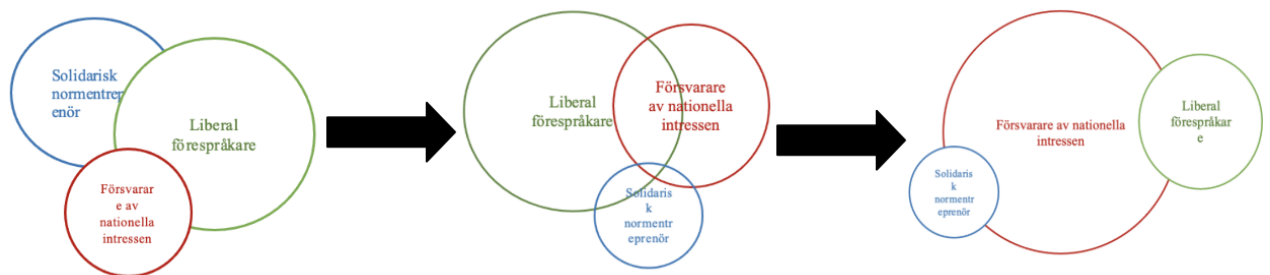 Solidarisk
normentrep
enör
Liberal
förespråkare
Försvarar
e av
nationella
intressen
Liberal
förespråkare
Försvarare
av nationella
intressen
Solidaris
k
normentr
eprenör
Försvarare av nationella
intressen
Liberal
förespråkar
e
Solidaris
k
normentr
eprenör